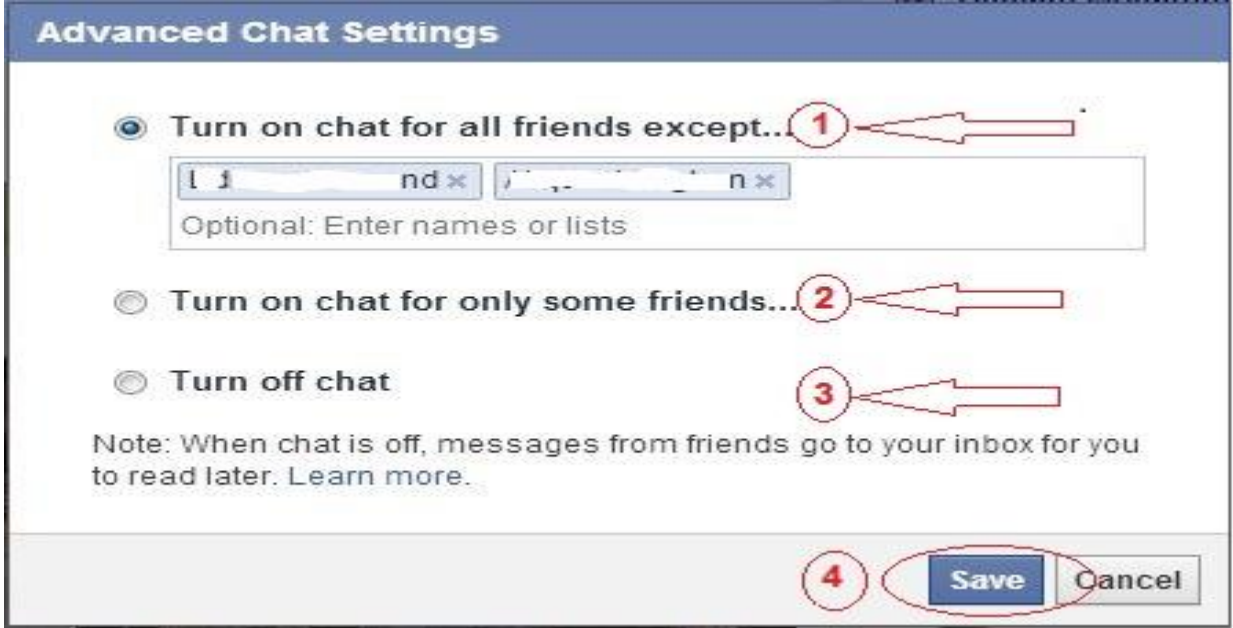 Advanced Chat Settings
Turn on chat for all friends except... 1
nd × n ×
Optional: Enter names or lists
Turn on chat for only some friends... 2
Turn off chat
3
Note: When chat is off, messages from friends go to your inbox for you
to read later. Learn more.
4 Save Cancel